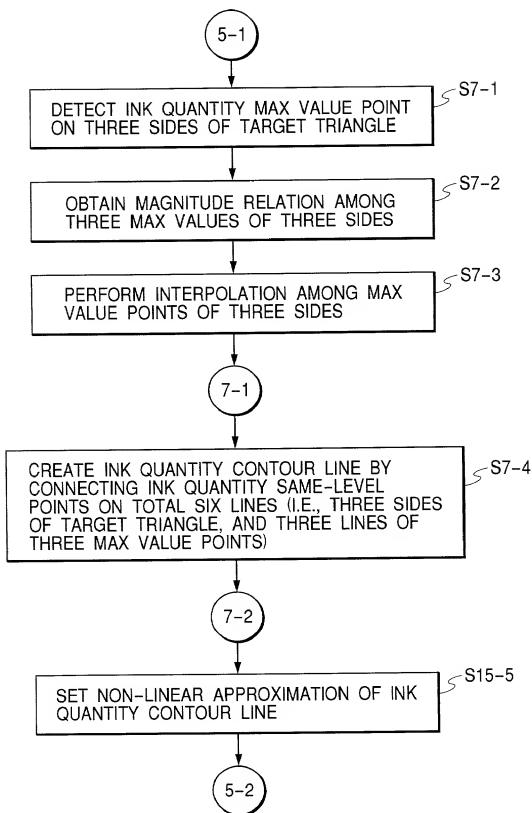 5-1
S7-1
DETECT INK QUANTITY MAX VALUE POINT
ON THREE SIDES OF TARGET TRIANGLE
S7-2
OBTAIN MAGNITUDE RELATION AMONG
THREE MAX VALUES OF THREE SIDES
S7-3
PERFORM INTERPOLATION AMONG MAX
VALUE POINTS OF THREE SIDES
7-1
S7-4
CREATE INK QUANTITY CONTOUR LINE BY
CONNECTING INK QUANTITY SAME-LEVEL
POINTS ON TOTAL SIX LINES (I.E., THREE SIDES
OF TARGET TRIANGLE, AND THREE LINES OF
THREE MAX VALUE POINTS)
7-2
S15-5
SET NON-LINEAR APPROXIMATION OF INK
QUANTITY CONTOUR LINE
5-2